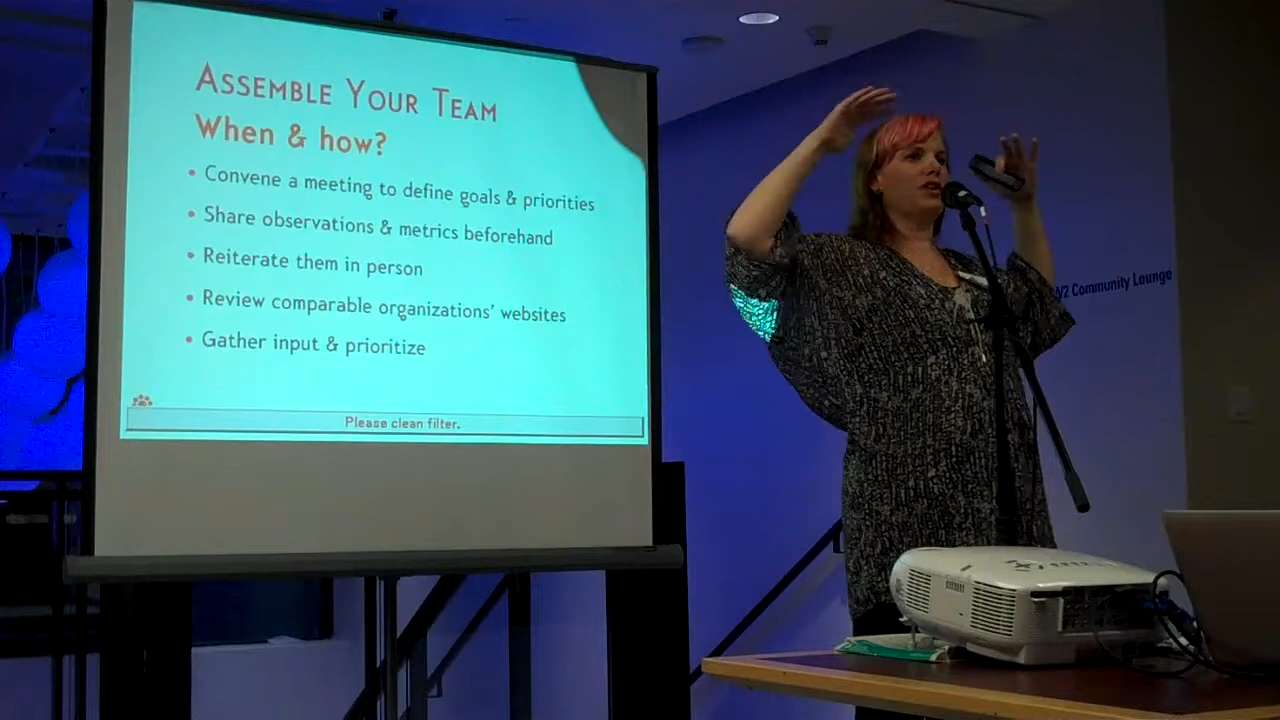 ASSEMBLE YOUR TEAM
When & how?
• Convene a meeting to define goals & priorities
• Share observations & metrics beforehand
• Reiterate them in person
• Review comparable organizations' websites
• Gather input & prioritize
Please clean filter.
Community Lounge